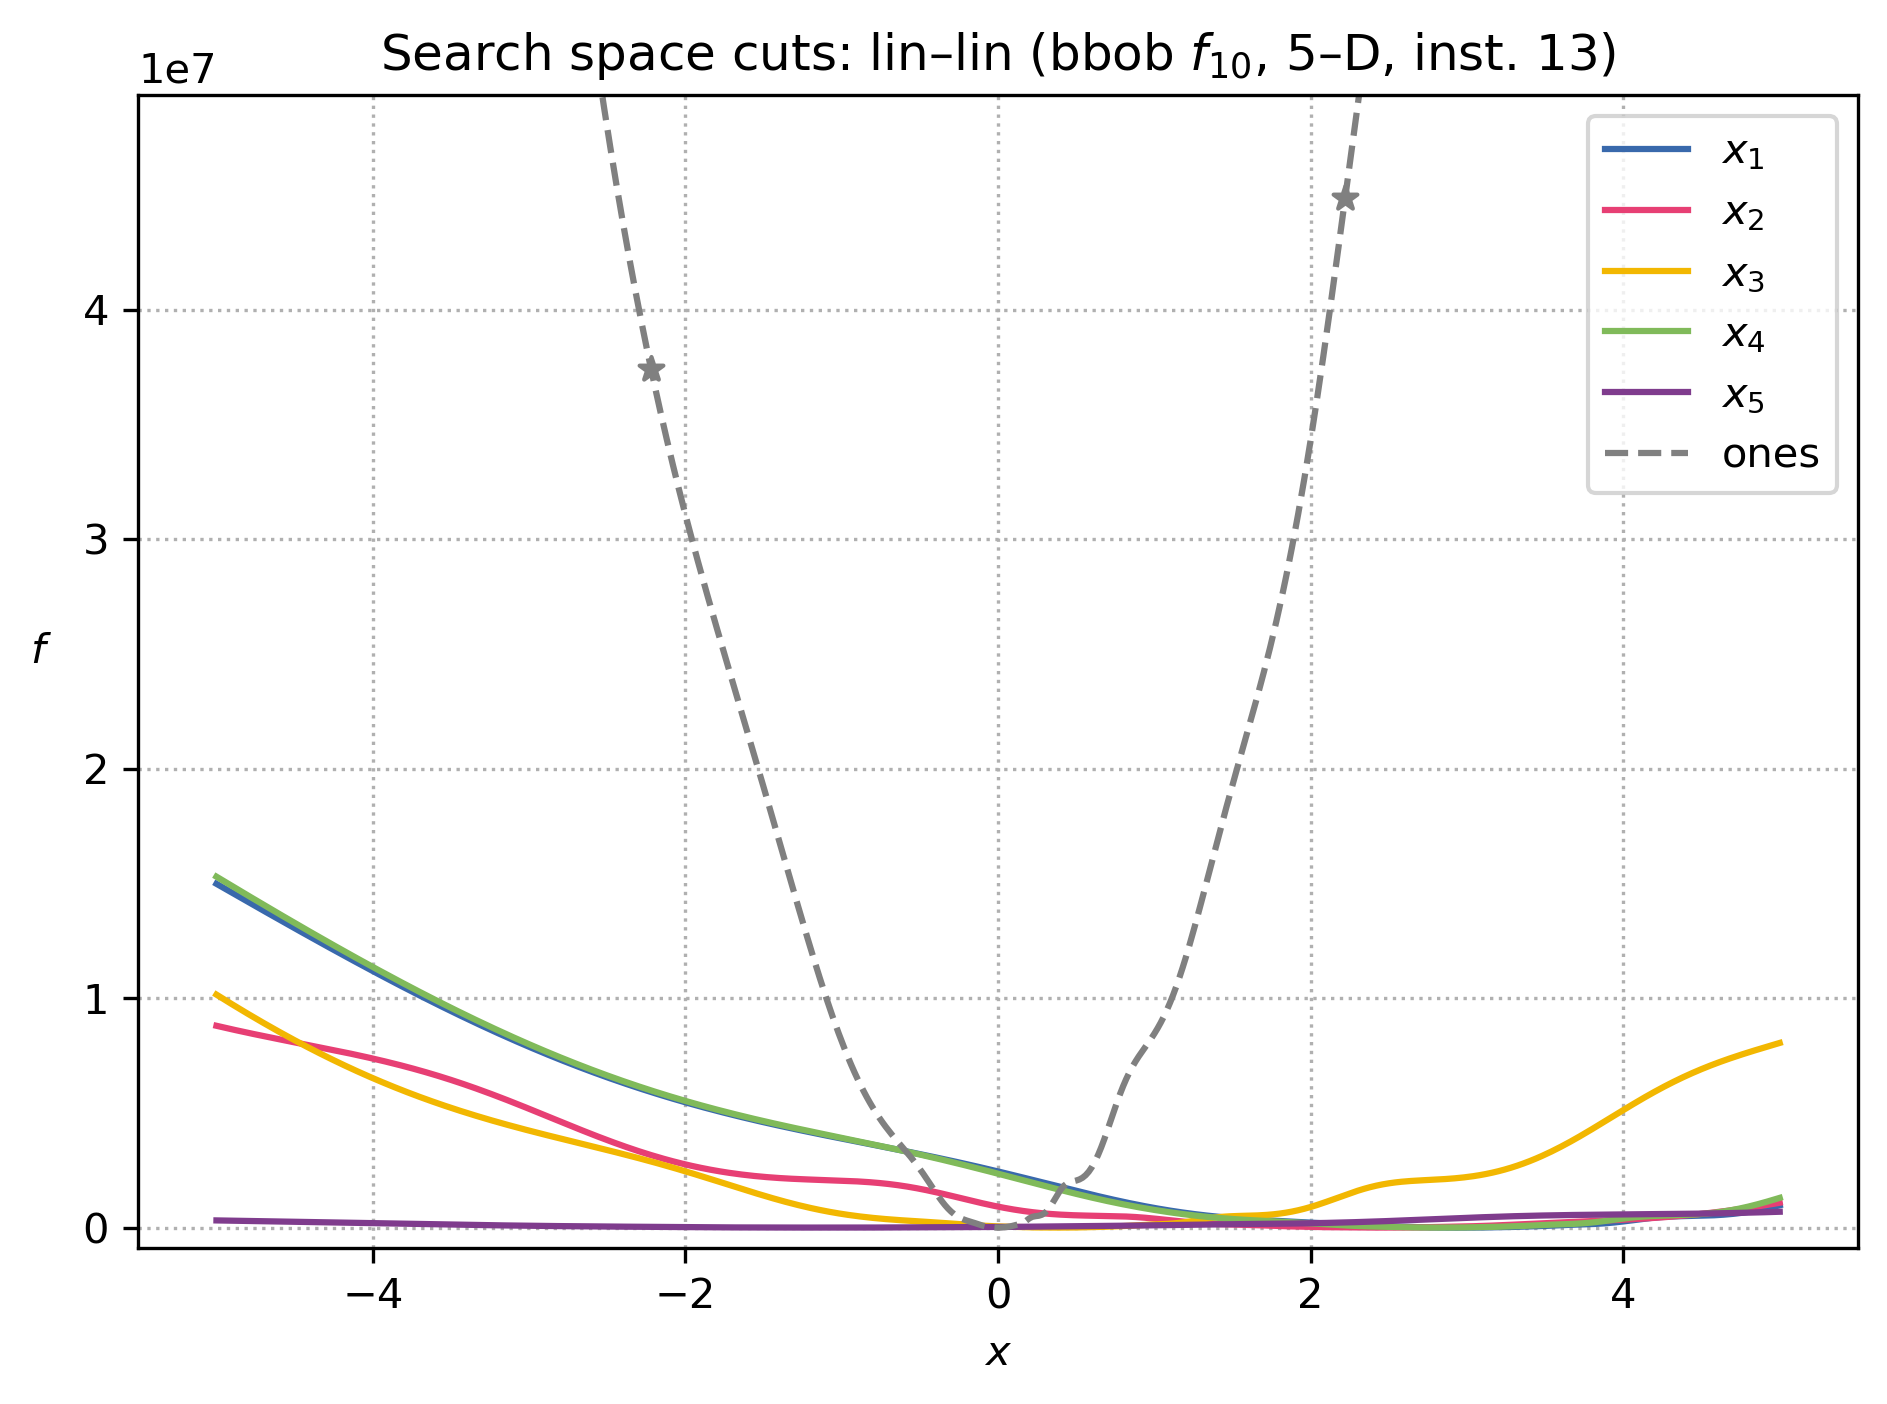 Search space cuts: lin–lin (bbob f₁₀, 5–D, inst. 13)
1e7
x₁
x₂
x₃
x₄
x₅
ones
4
3
2
1
0
f
−4 −2 0 2 4
x